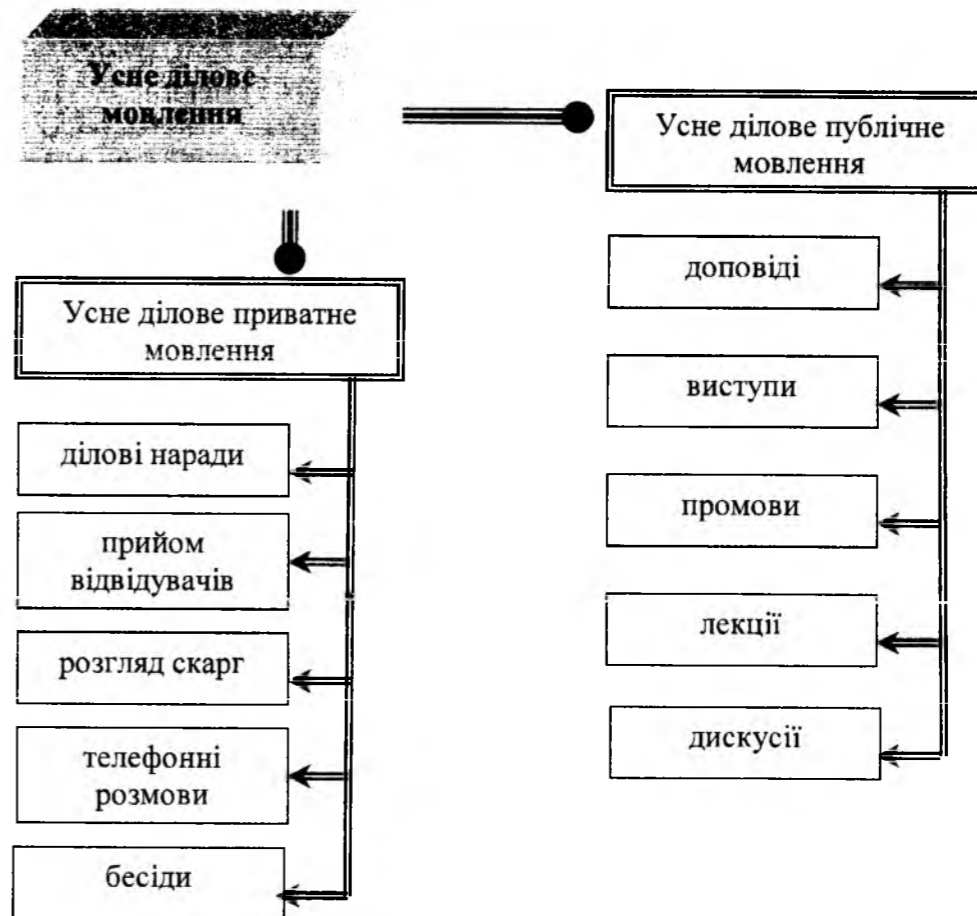 Усне ділове
мовлення
Усне ділове публічне
мовлення
доповіді
виступи
промови
лекції
дискусії
Усне ділове приватне
мовлення
ділові наради
прийом
відвідувачів
розгляд скарг
телефонні
розмови
бесіди